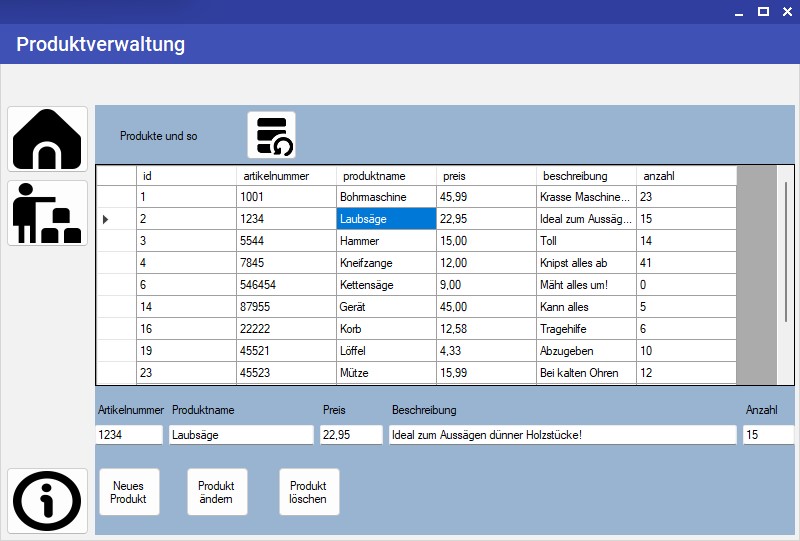 Produktverwaltung
Produkte und so
id artikelnummer produktname preis beschreibung anzahl
1 1001 Bohmaschine 45,99 Krasse Maschine... 23
2 1234 Laubsäge 22,95 Ideal zum Aussäg... 15
3 5544 Hammer 15,00 Toll 14
4 7845 Kneifzange 12,00 Knipst alles ab 41
6 546454 Kettensäge 9,00 Mäht alles um! 0
14 87955 Gerät 45,00 Kann alles 5
16 22222 Korb 12,58 Tragehilfe 6
19 45521 Löffel 4,33 Abzugeben 10
23 45523 Mütze 15,99 Bei kalten Ohren 12
Artikelnummer Produktname Preis Beschreibung Anzahl
1234 Laubsäge 22,95 Ideal zum Aussägen dünner Holzstücke! 15
Neues Produkt Produkt
Produkt ändern löschen